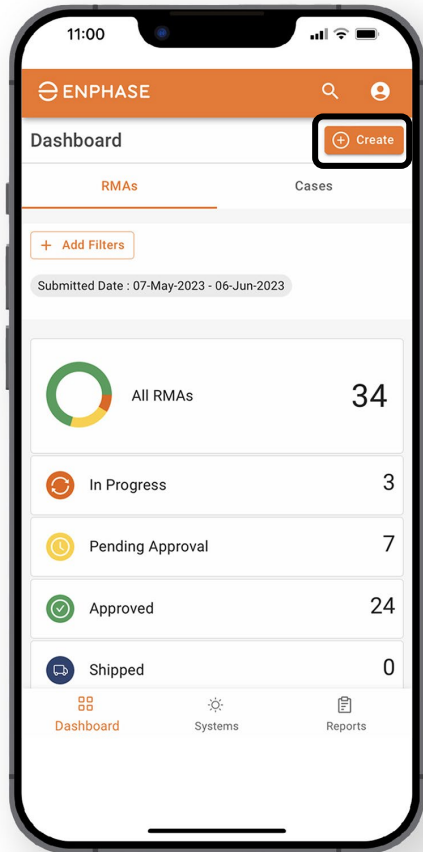 11:00
ENPHASE
Dashboard
Create
RMAs
Cases
+ Add Filters
Submitted Date : 07-May-2023 - 06-Jun-2023
All RMAs 34
In Progress 3
Pending Approval 7
Approved 24
Shipped 0
Dashboard
Systems
Reports